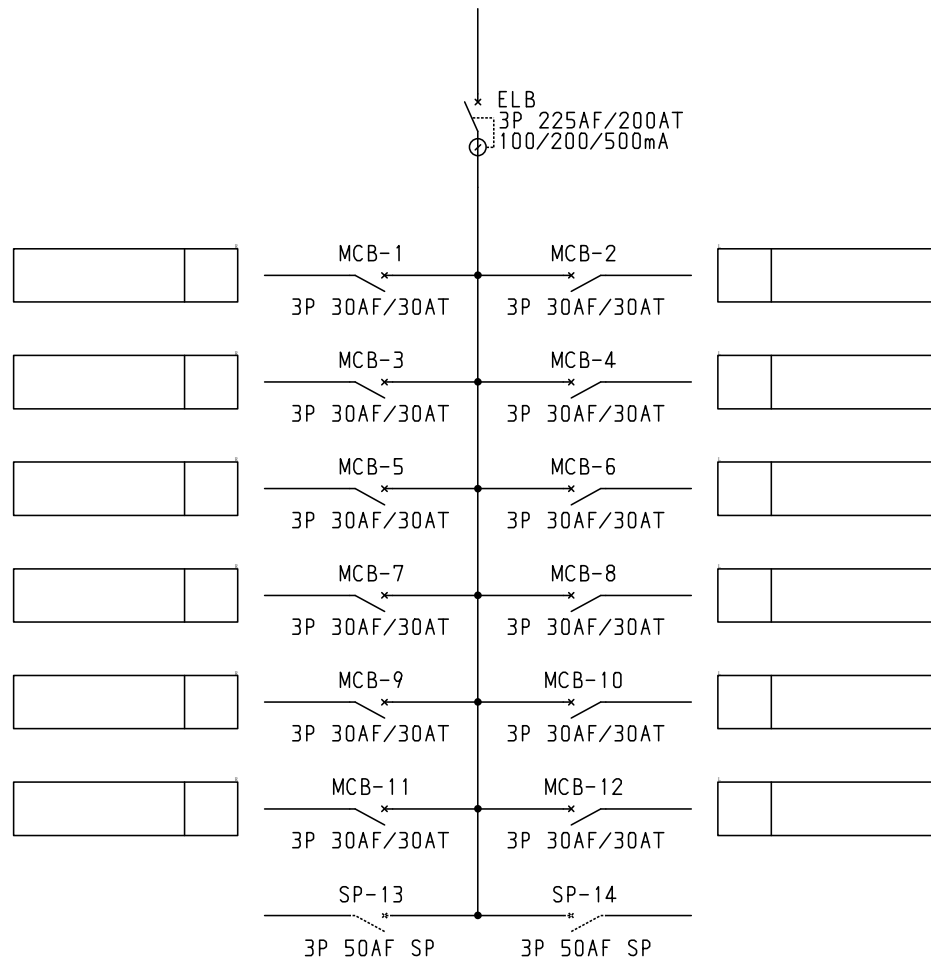 ELB
3P 225AF/200AT
100/200/500mA
MCB-1 MCB-2
3P 30AF/30AT 3P 30AF/30AT
MCB-3 MCB-4
3P 30AF/30AT 3P 30AF/30AT
MCB-5 MCB-6
3P 30AF/30AT 3P 30AF/30AT
MCB-7 MCB-8
3P 30AF/30AT 3P 30AF/30AT
MCB-9 MCB-10
3P 30AF/30AT 3P 30AF/30AT
MCB-11 MCB-12
3P 30AF/30AT 3P 30AF/30AT
SP-13 SP-14
3P 50AF SP 3P 50AF SP